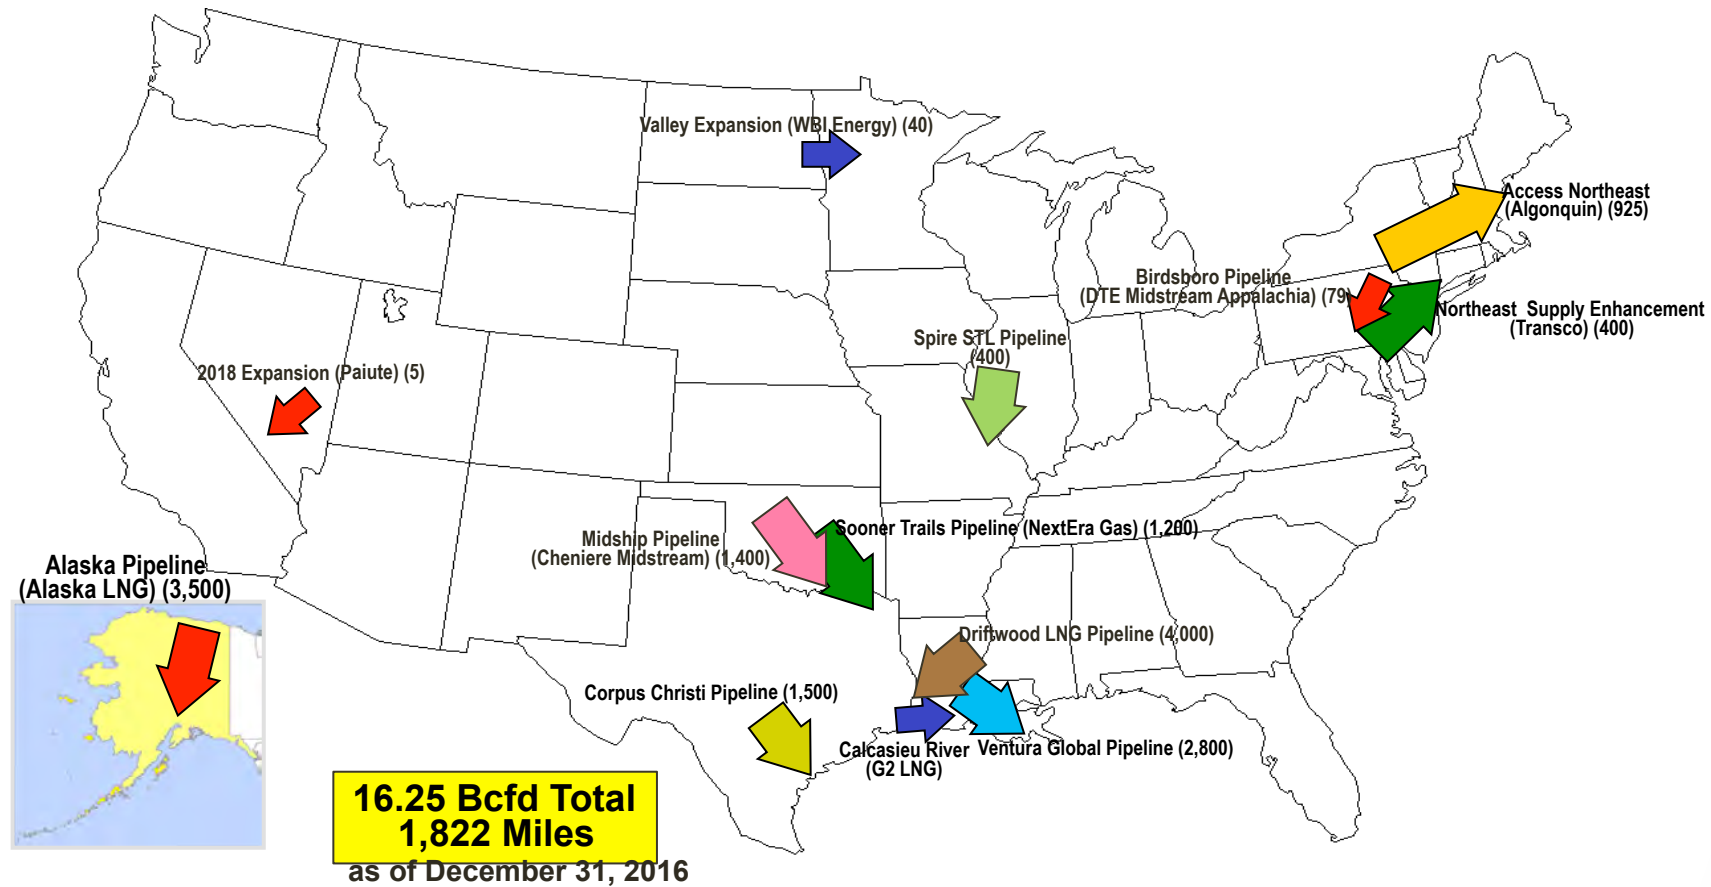 Valley Expansion (WBI Energy) (40)
Access Northeast
(Algonquin) (925)
Birdsboro Pipeline
(DTE Midstream Appalachia) (79)
Northeast Supply Enhancement
(Transco) (400)
Spire STL Pipeline
(400)
2018 Expansion (Paiute) (5)
Sooner Trails Pipeline (NextEra Gas) (1,200)
Midship Pipeline
(Cheniere Midstream) (1,400)
Alaska Pipeline
(Alaska LNG) (3,500)
Driftwood LNG Pipeline (4,000)
Corpus Christi Pipeline (1,500)
Calcasieu River
(G2 LNG)
Ventura Global Pipeline (2,800)
16.25 Bcfd Total
1,822 Miles
as of December 31, 2016